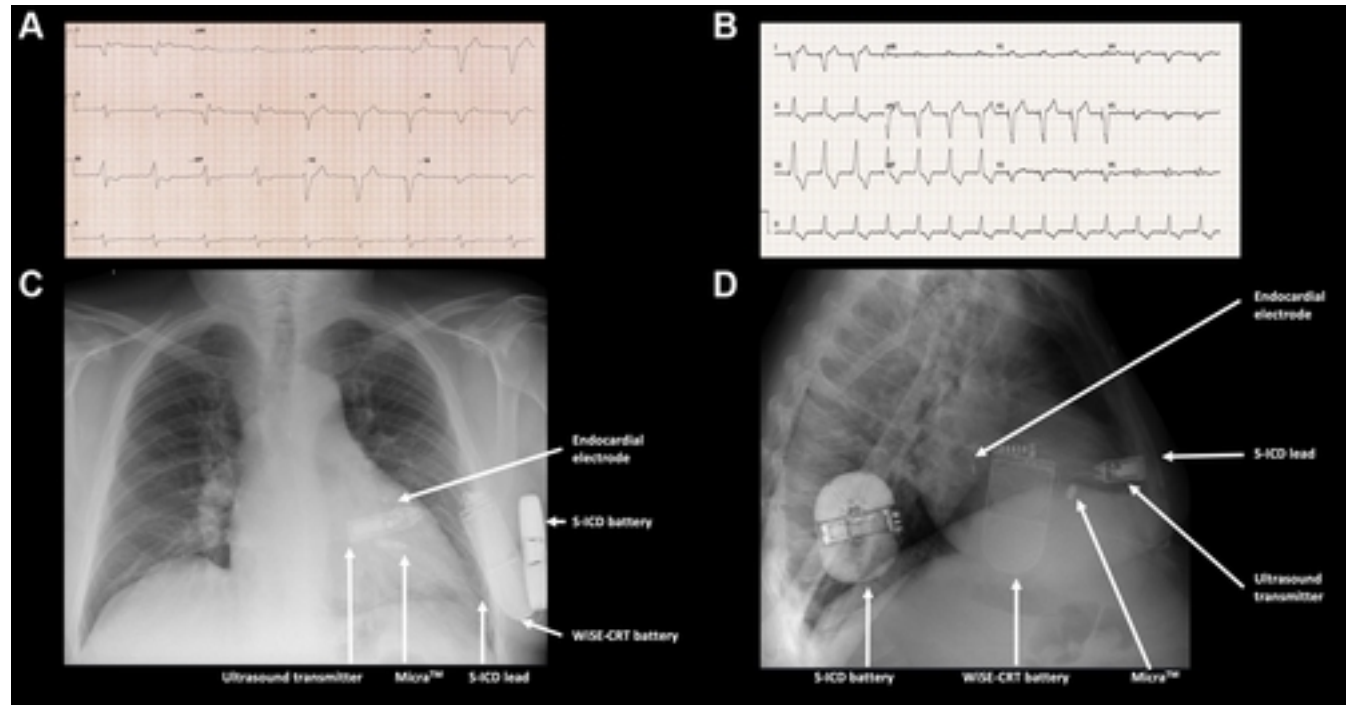 A
B
C
D
Endocardial
electrode
S-ICD battery
WiSE-CRT battery
Ultrasound transmitter
Micra™
S-ICD lead
Endocardial
electrode
S-ICD lead
Ultrasound
transmitter
S-ICD battery
WiSE-CRT battery
Micra™